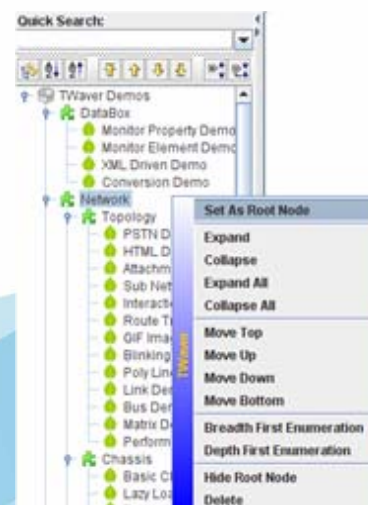 Quick Search:
TWaver Demos
DataBox
Monitor Property Demo
Monitor Element Demo
XML Driven Demo
Conversion Demo
Network
Topology
PSTN D
HTML D
Attachm
Sub Net
Interacti
Route T
GIF Ima
Blinking
Poly Lin
Link De
Bus De
Matrix D
Perform
Chassis
Basic C
Lazy Loa
TWaver
Set As Root Node
Expand
Collapse
Expand All
Collapse All
Move Top
Move Up
Move Down
Move Bottom
Breadth First Enumeration
Depth First Enumeration
Hide Root Node
Delete